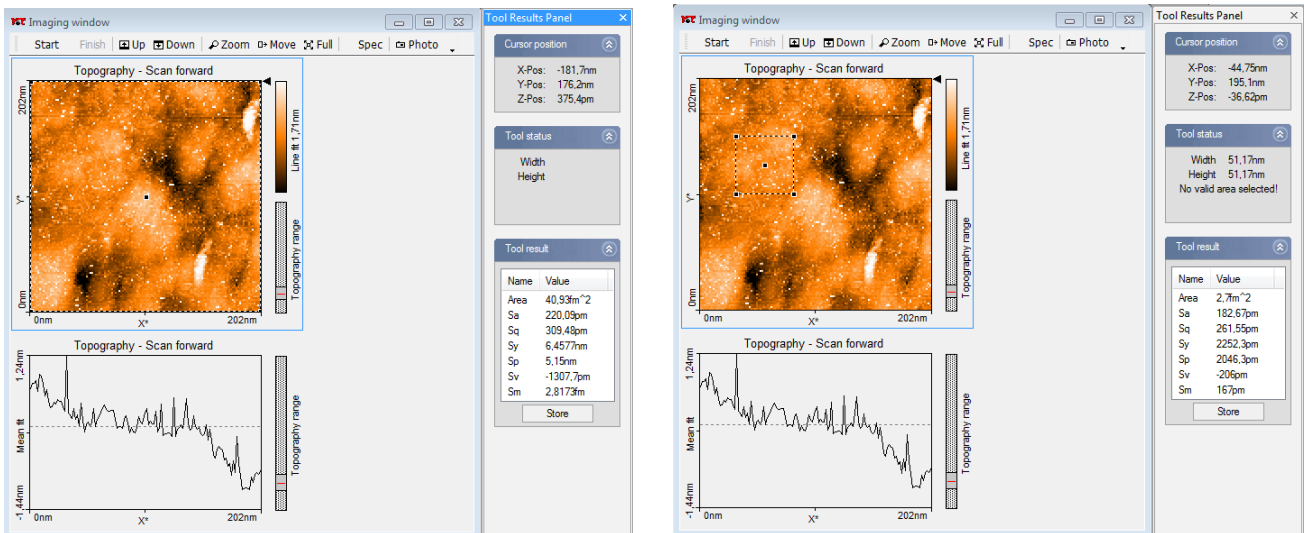 Imaging window
Start Finish Up Down Zoom Move Full Spec Photo
Topography - Scan forward
202nm
Y*
0nm
0nm X* 202nm
Line fit 1,71nm
Topography range
Topography - Scan forward
1,24nm
Mean fit
-1,44nm
0nm X* 202nm
Topography range
Tool Results Panel
Cursor position
X-Pos: -181,7nm
Y-Pos: 176,2nm
Z-Pos: 375,4pm
Tool status
Width
Height
Tool result
Name Value
Area 40,93fm^2
Sa 220,09pm
Sq 309,48pm
Sy 6,4577nm
Sp 5,15nm
Sv -1307,7pm
Sm 2,8173fm
Store
Imaging window
Start Finish Up Down Zoom Move Full Spec Photo
Topography - Scan forward
202nm
Y*
0nm
0nm X* 202nm
Line fit 1,71nm
Topography range
Topography - Scan forward
1,24nm
Mean fit
-1,44nm
0nm X* 202nm
Topography range
Tool Results Panel
Cursor position
X-Pos: -44,75nm
Y-Pos: 195,1nm
Z-Pos: -36,62pm
Tool status
Width 51,17nm
Height 51,17nm
No valid area selected!
Tool result
Name Value
Area 2,7fm^2
Sa 182,67pm
Sq 261,55pm
Sy 2252,3pm
Sp 2046,3pm
Sv -206pm
Sm 167pm
Store